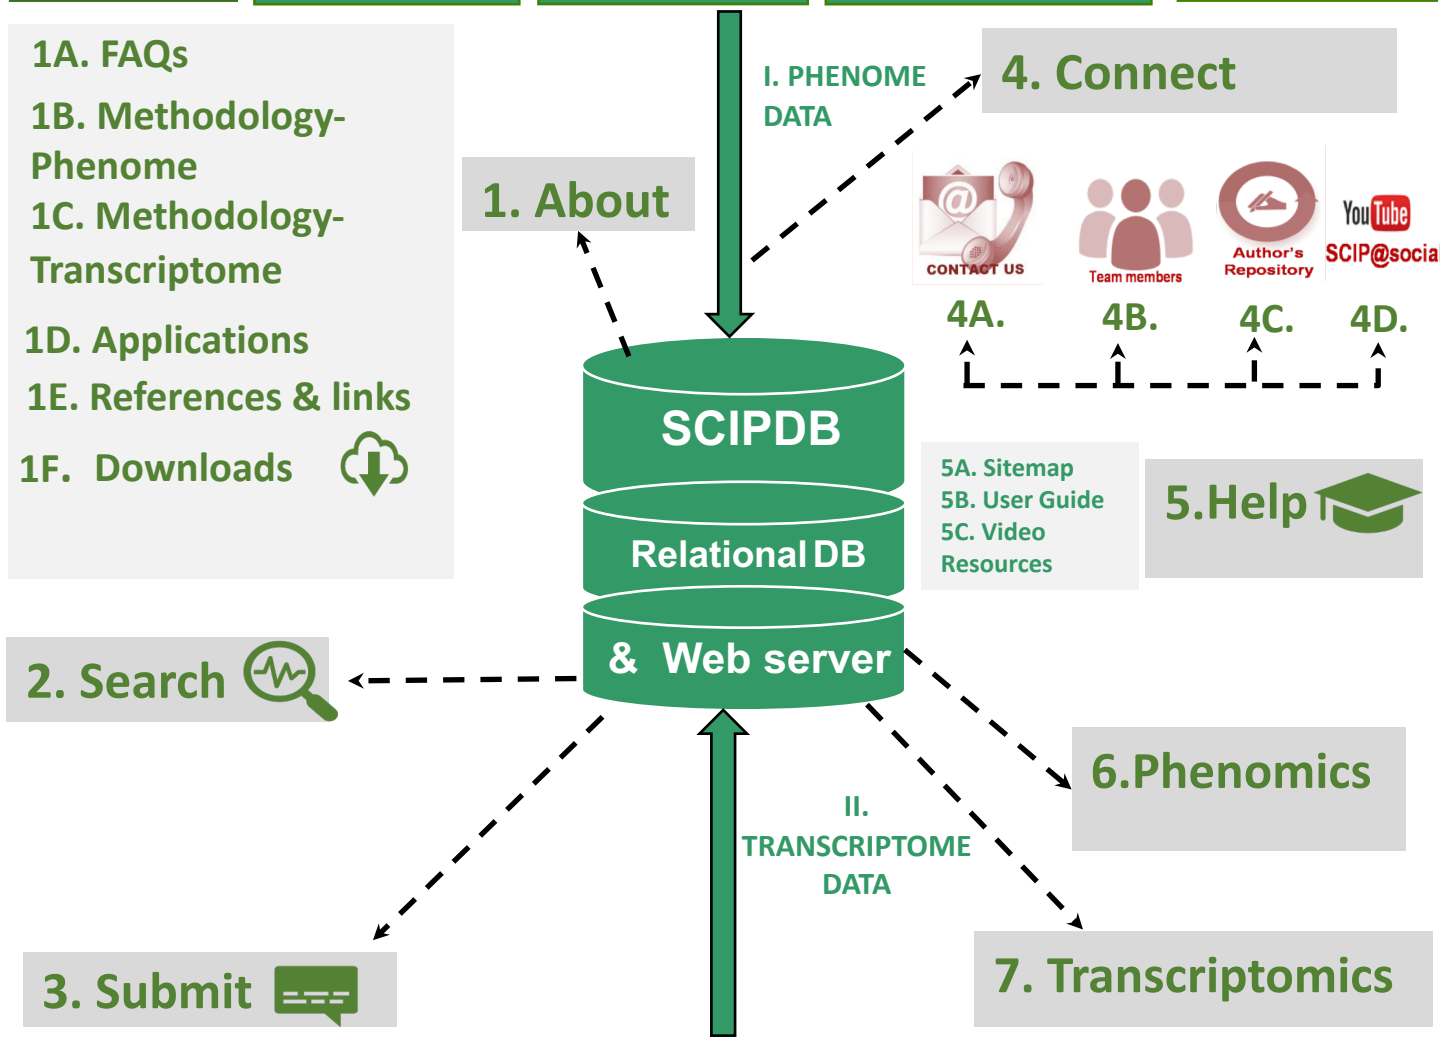 1A. FAQs
1B. Methodology-
Phenome
1C. Methodology-
Transcriptome
1D. Applications
1E. References & links
1F. Downloads
I. PHENOME
DATA
1. About
4. Connect
CONTACT US
Team members
Author's
Repository
YouTube
SCIP@social
4A.
4B.
4C.
4D.
SCIPDB
Relational DB
& Web server
5A. Sitemap
5B. User Guide
5C. Video
Resources
5.Help
2. Search
3. Submit
II.
TRANSCRIPTOME
DATA
6.Phenomics
7. Transcriptomics